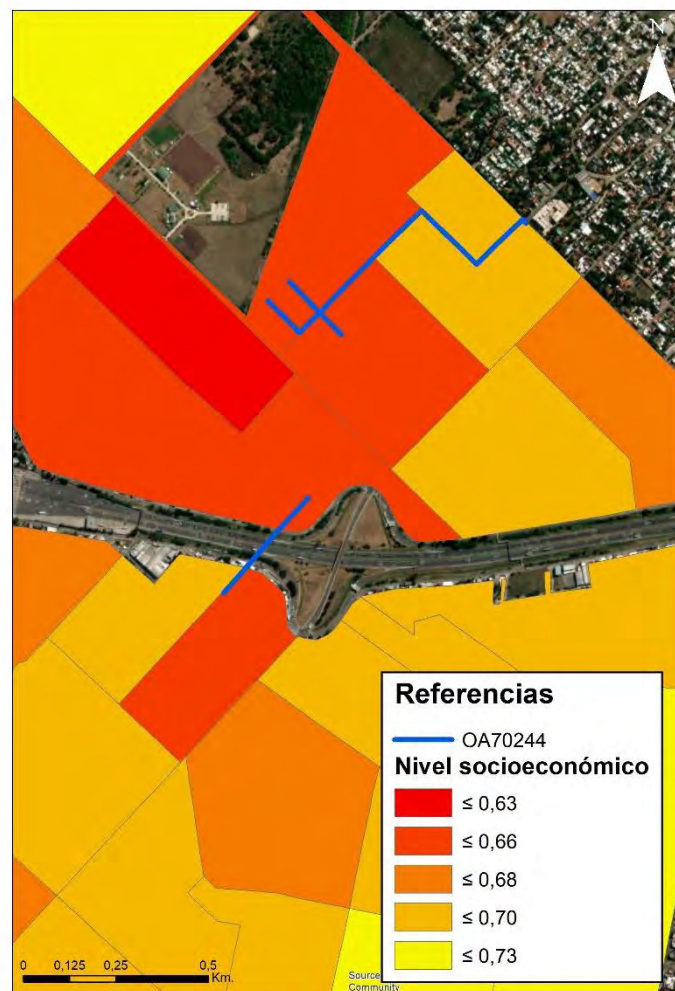 N
Referencias
OA70244
Nivel socioeconómico
≤ 0,63
≤ 0,66
≤ 0,68
≤ 0,70
≤ 0,73
0 0,125 0,25 0,5
Km.
Source
Community